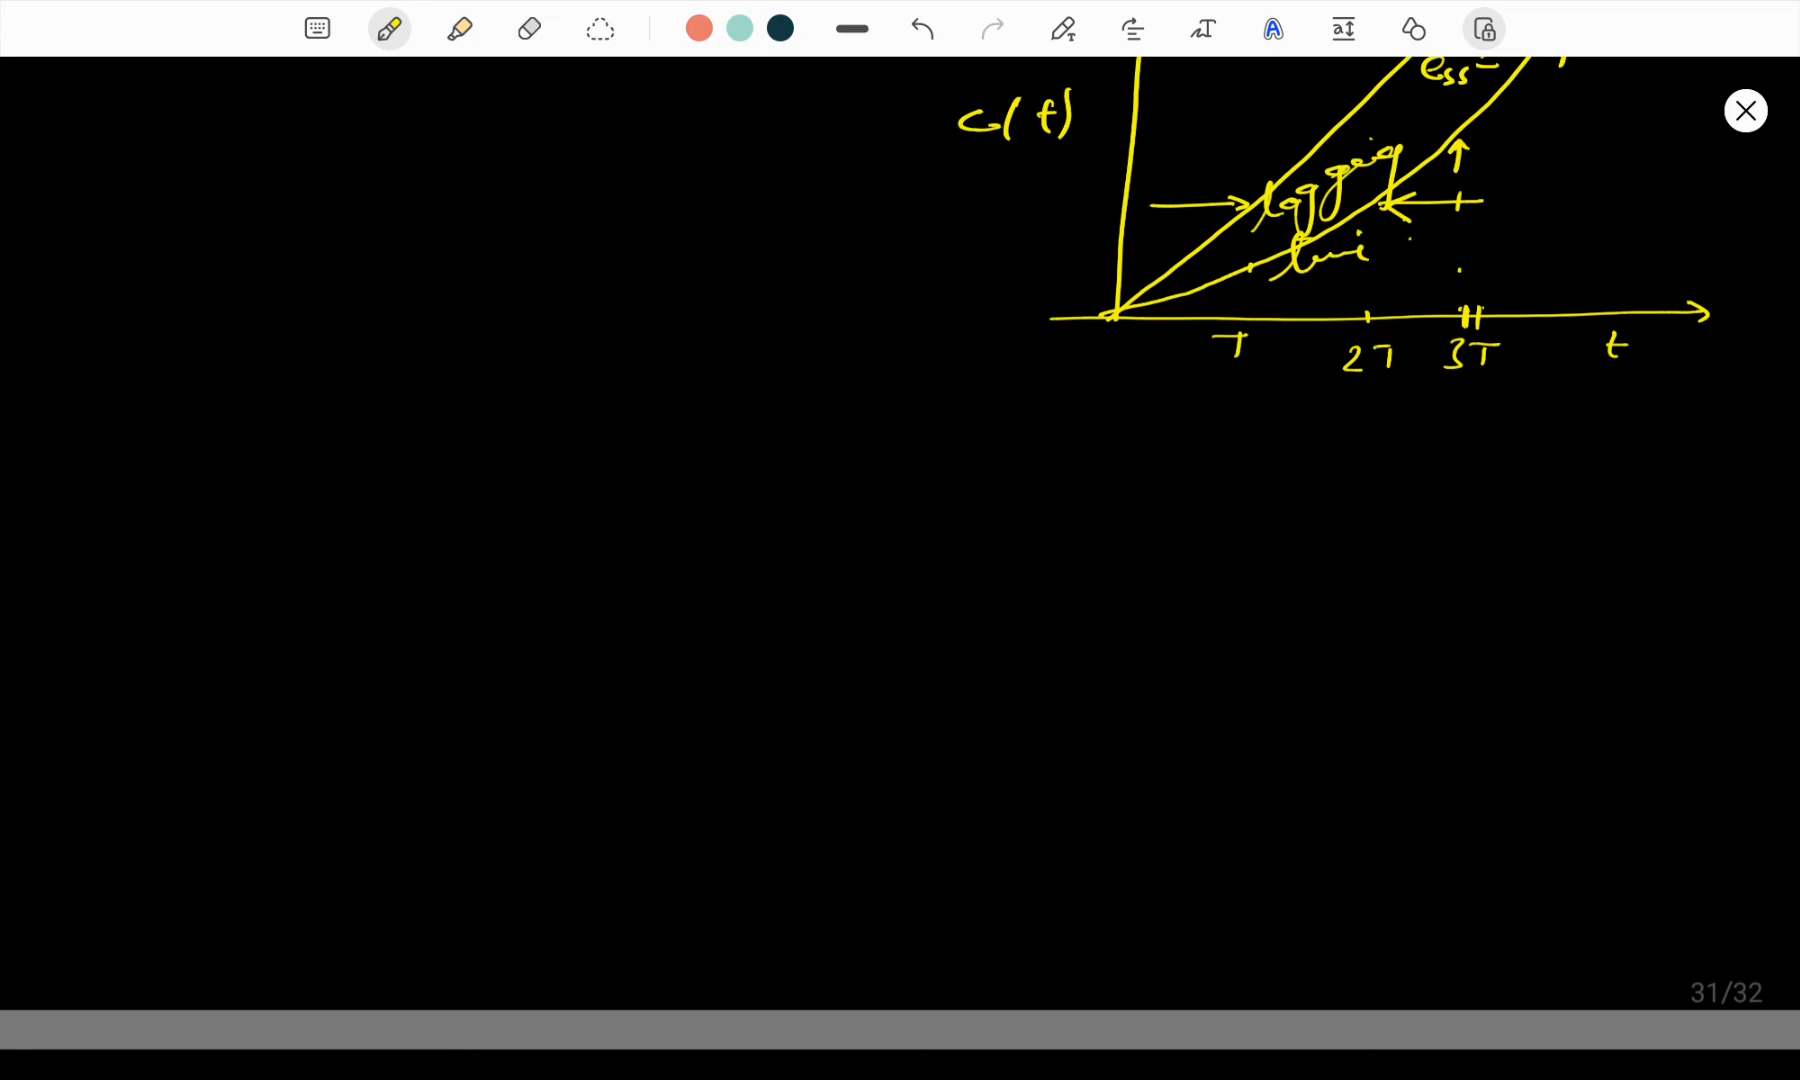 ess =
c(t)
lagging
T
2T
3T
t
31/32